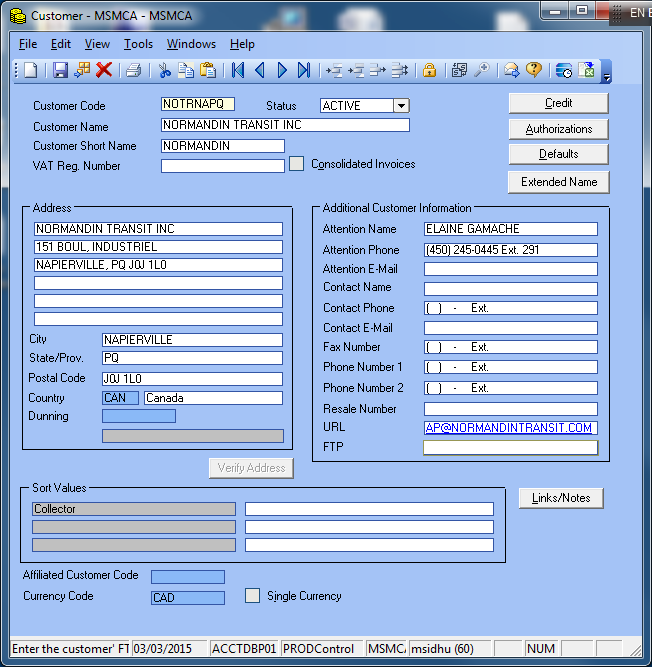 Customer - MSMCA - MSMCA
EN E
File Edit View Tools Windows Help
Customer Code NOTRNAPQ Status ACTIVE Credit
Customer Name NORMANDIN TRANSIT INC Authorizations
Customer Short Name NORMANDIN Defaults
VAT Reg. Number Consolidated Invoices Extended Name
Address
NORMANDIN TRANSIT INC
151 BOUL, INDUSTRIEL
NAPIERVILLE, PQ J0J 1L0
City NAPIERVILLE
State/Prov. PQ
Postal Code J0J 1L0
Country CAN Canada
Dunning
Verify Address
Additional Customer Information
Attention Name ELAINE GAMACHE
Attention Phone (450) 245-0445 Ext. 291
Attention E-Mail
Contact Name
Contact Phone ( ) - Ext.
Contact E-Mail
Fax Number ( ) - Ext.
Phone Number 1 ( ) - Ext.
Phone Number 2 ( ) - Ext.
Resale Number
URL AP@NORMANDINTRANSIT.COM
FTP
Sort Values
Collector
Links/Notes
Affiliated Customer Code
Currency Code CAD Single Currency
Enter the customer' FT 03/03/2015 ACCTDBP01 PRODControl MSMCA msidhu (60) NUM